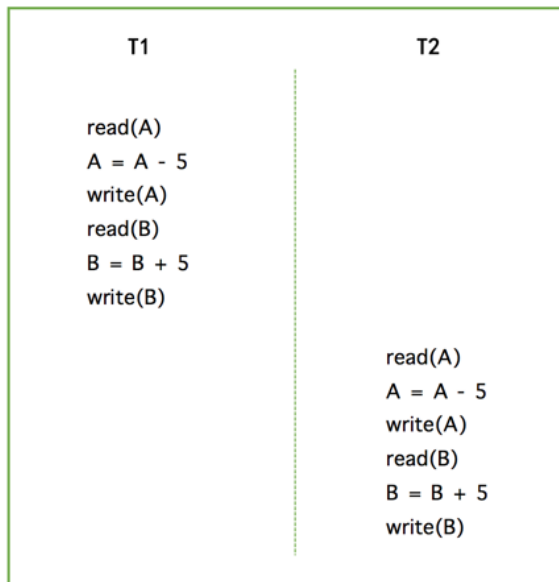 T1 T2
read(A)
A = A - 5
write(A)
read(B)
B = B + 5
write(B)
read(A)
A = A - 5
write(A)
read(B)
B = B + 5
write(B)